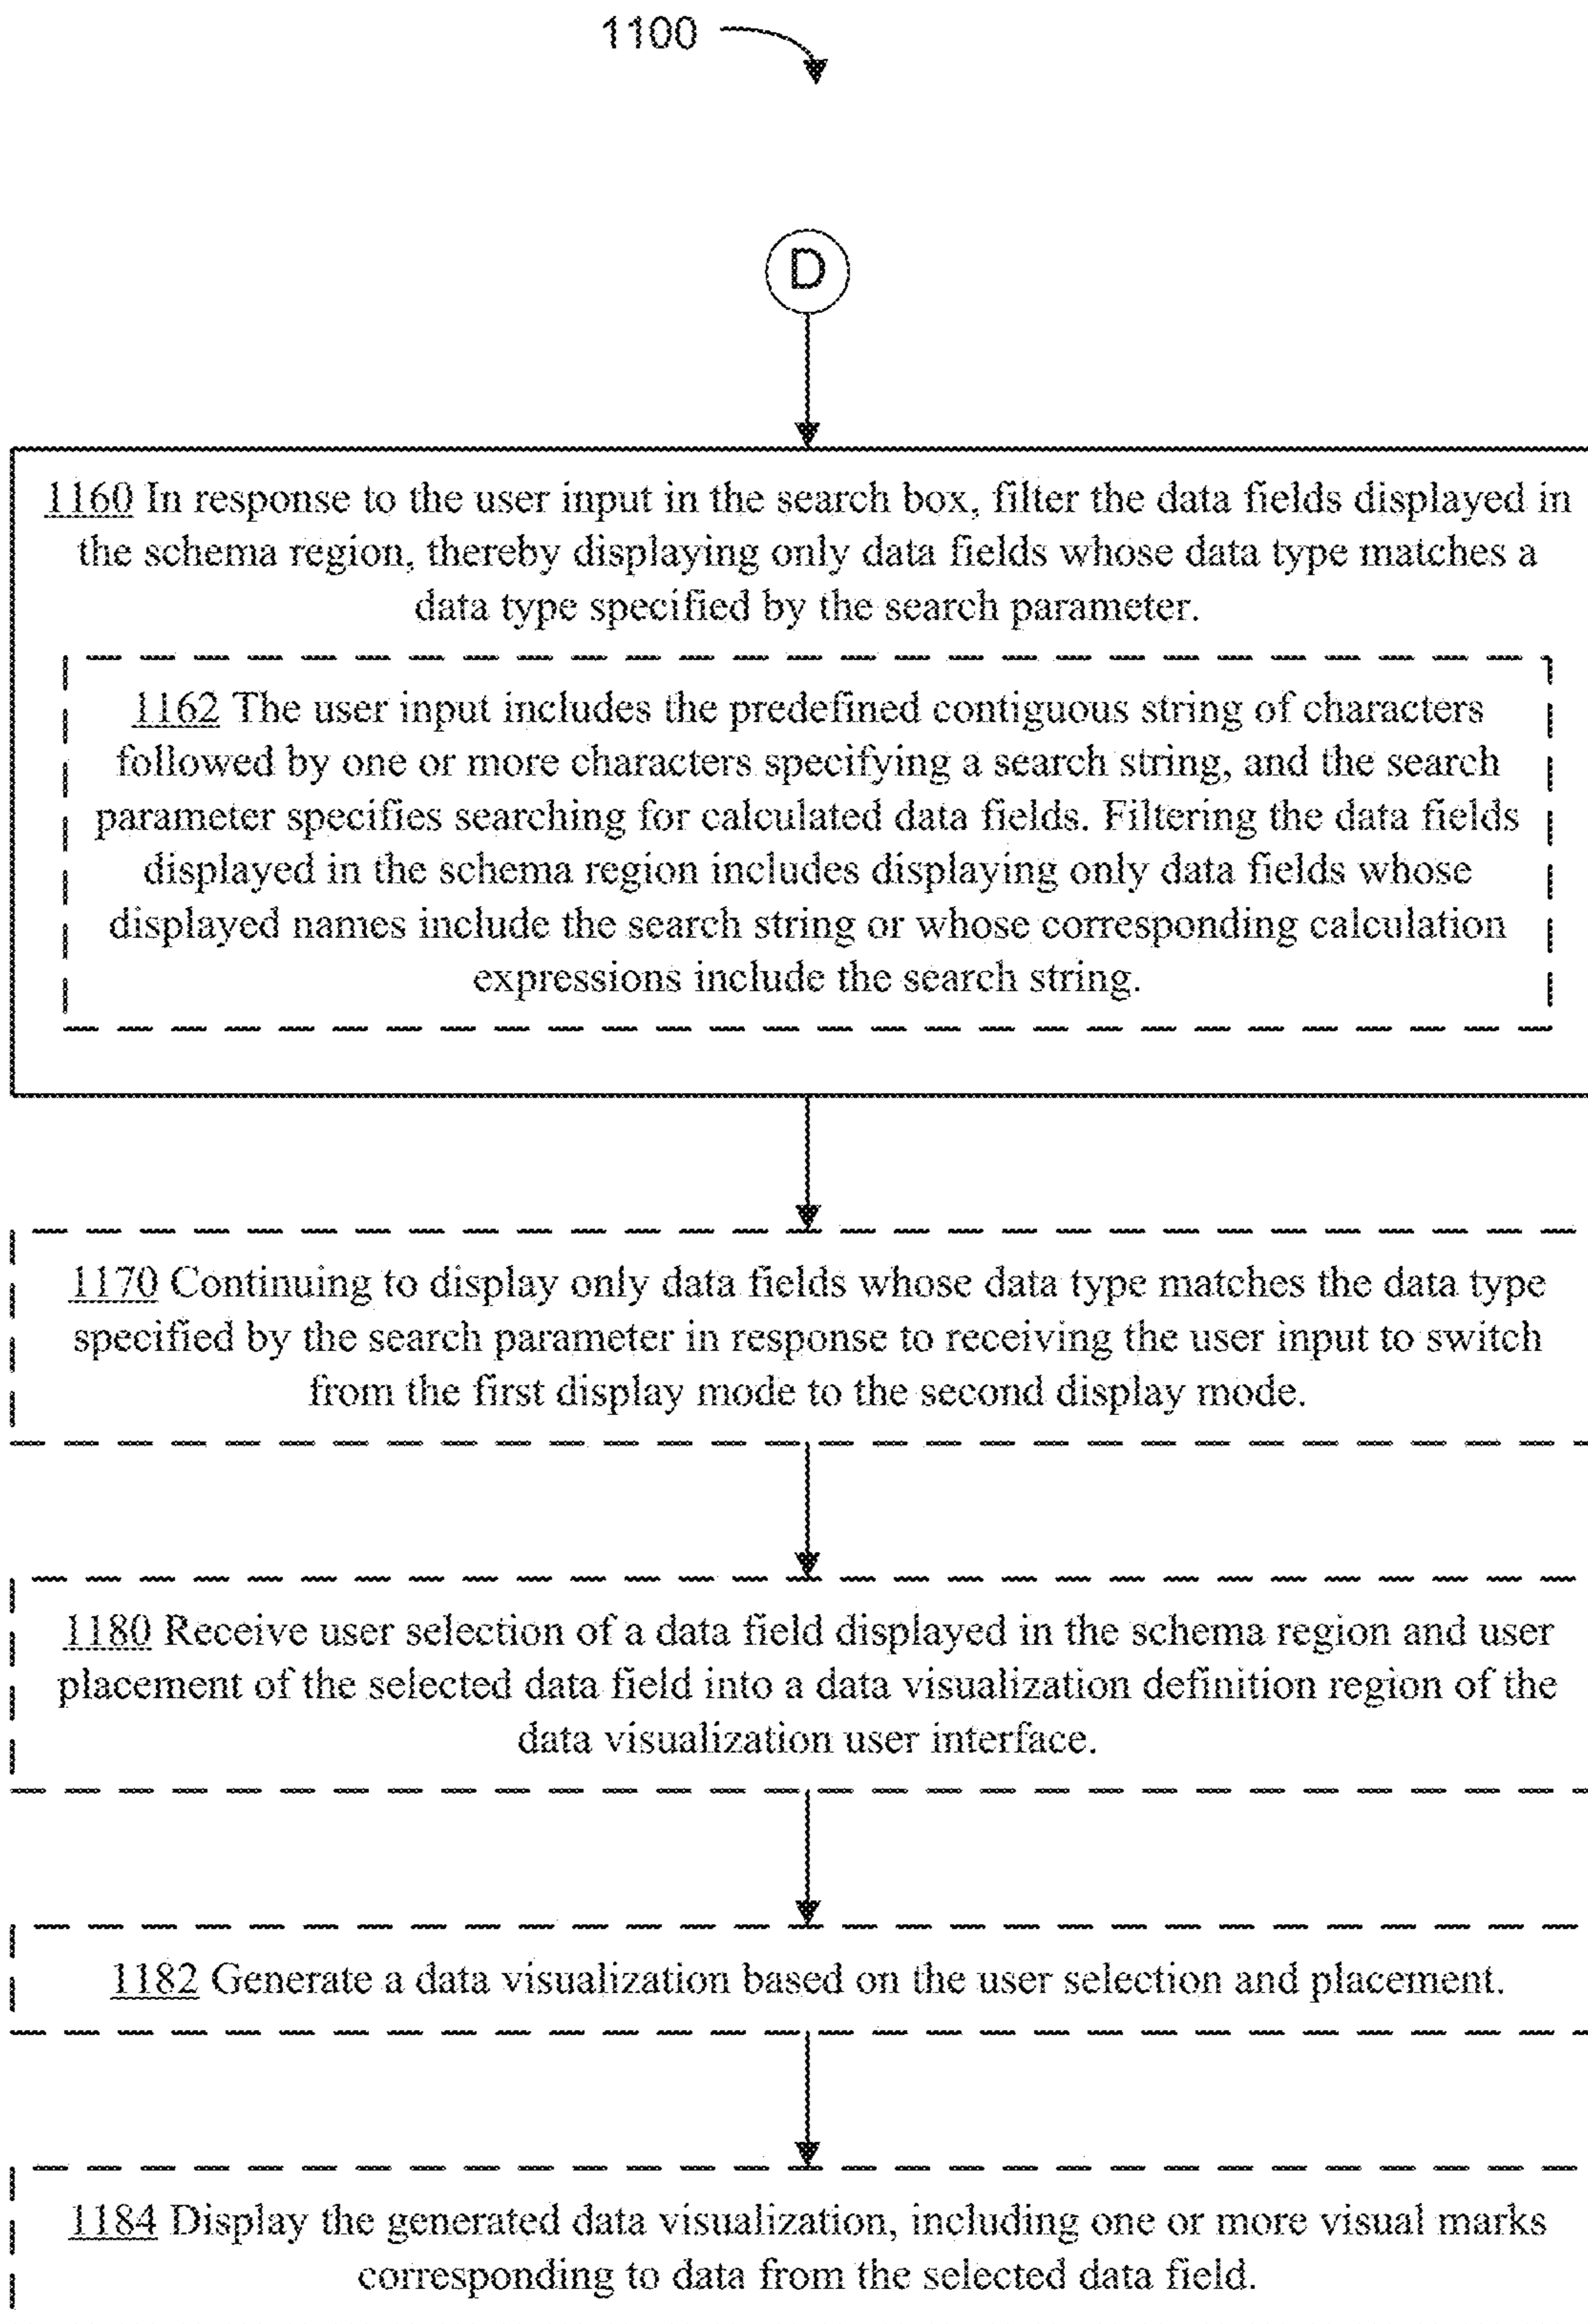 1100
D
1160 In response to the user input in the search box, filter the data fields displayed in
the schema region, thereby displaying only data fields whose data type matches a
data type specified by the search parameter.
1162 The user input includes the predefined contiguous string of characters
followed by one or more characters specifying a search string, and the search
parameter specifies searching for calculated data fields. Filtering the data fields
displayed in the schema region includes displaying only data fields whose
displayed names include the search string or whose corresponding calculation
expressions include the search string.
1170 Continuing to display only data fields whose data type matches the data type
specified by the search parameter in response to receiving the user input to switch
from the first display mode to the second display mode.
1180 Receive user selection of a data field displayed in the schema region and user
placement of the selected data field into a data visualization definition region of the
data visualization user interface.
1182 Generate a data visualization based on the user selection and placement.
1184 Display the generated data visualization, including one or more visual marks
corresponding to data from the selected data field.